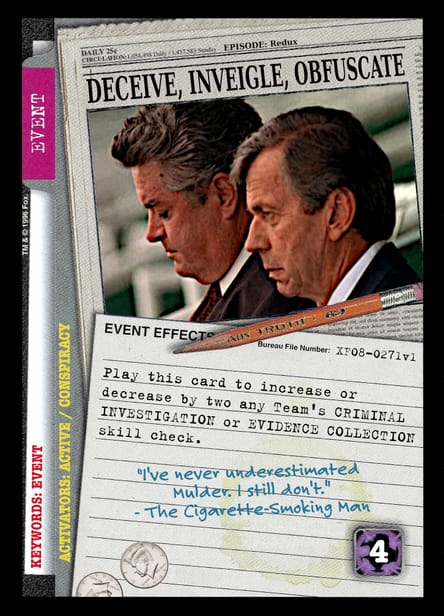 DAILY 25¢
EPISODE: Redux
DECEIVE, INVEIGLE, OBFUSCATE
EVENT
TM & © 1996 Fox
KEYWORDS: EVENT
ACTIVATORS: ACTIVE / CONSPIRACY
EVENT EFFECTS
Bureau File Number: XF08-0271v1
Play this card to increase or
decrease by two any Team's CRIMINAL
INVESTIGATION or EVIDENCE COLLECTION
skill check.
"I've never underestimated
Mulder. I still don't."
- The Cigarette-Smoking Man
4